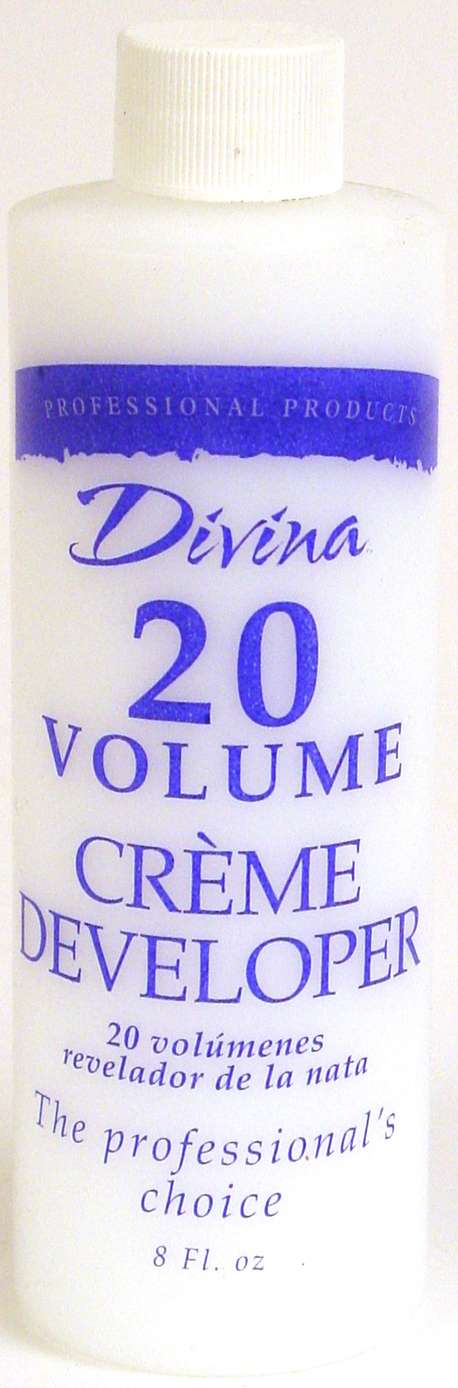 PROFESSIONAL PRODUCTS
Divina
20
VOLUME
CRÈME
DEVELOPER
20 volúmenes
revelador de la nata
The professional's
choice
8 Fl. oz